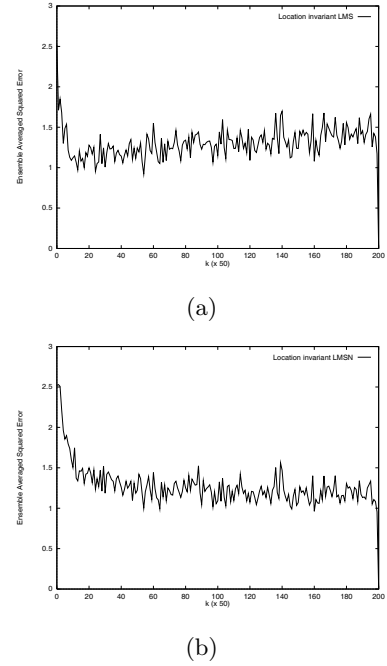 3
Location invariant LMS
2.5
2
Ensemble Averaged Squared Error
1.5
1
0.5
0
0 20 40 60 80 100 120 140 160 180 200
k (x 50)
(a)
3
Location invariant LMSN
2.5
2
Ensemble Averaged Squared Error
1.5
1
0.5
0
0 20 40 60 80 100 120 140 160 180 200
k (x 50)
(b)